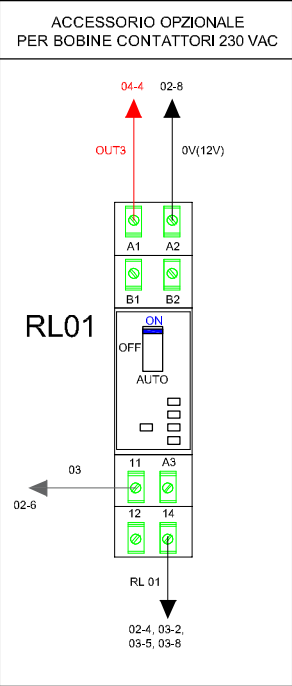 ACCESSORIO OPZIONALE
PER BOBINE CONTATTORI 230 VAC
04-4 02-8
OUT3 0V(12V)
A1 A2
B1 B2
RL01
ON
OFF
AUTO
03
11 A3
02-6
12 14
RL 01
02-4, 03-2,
03-5, 03-8